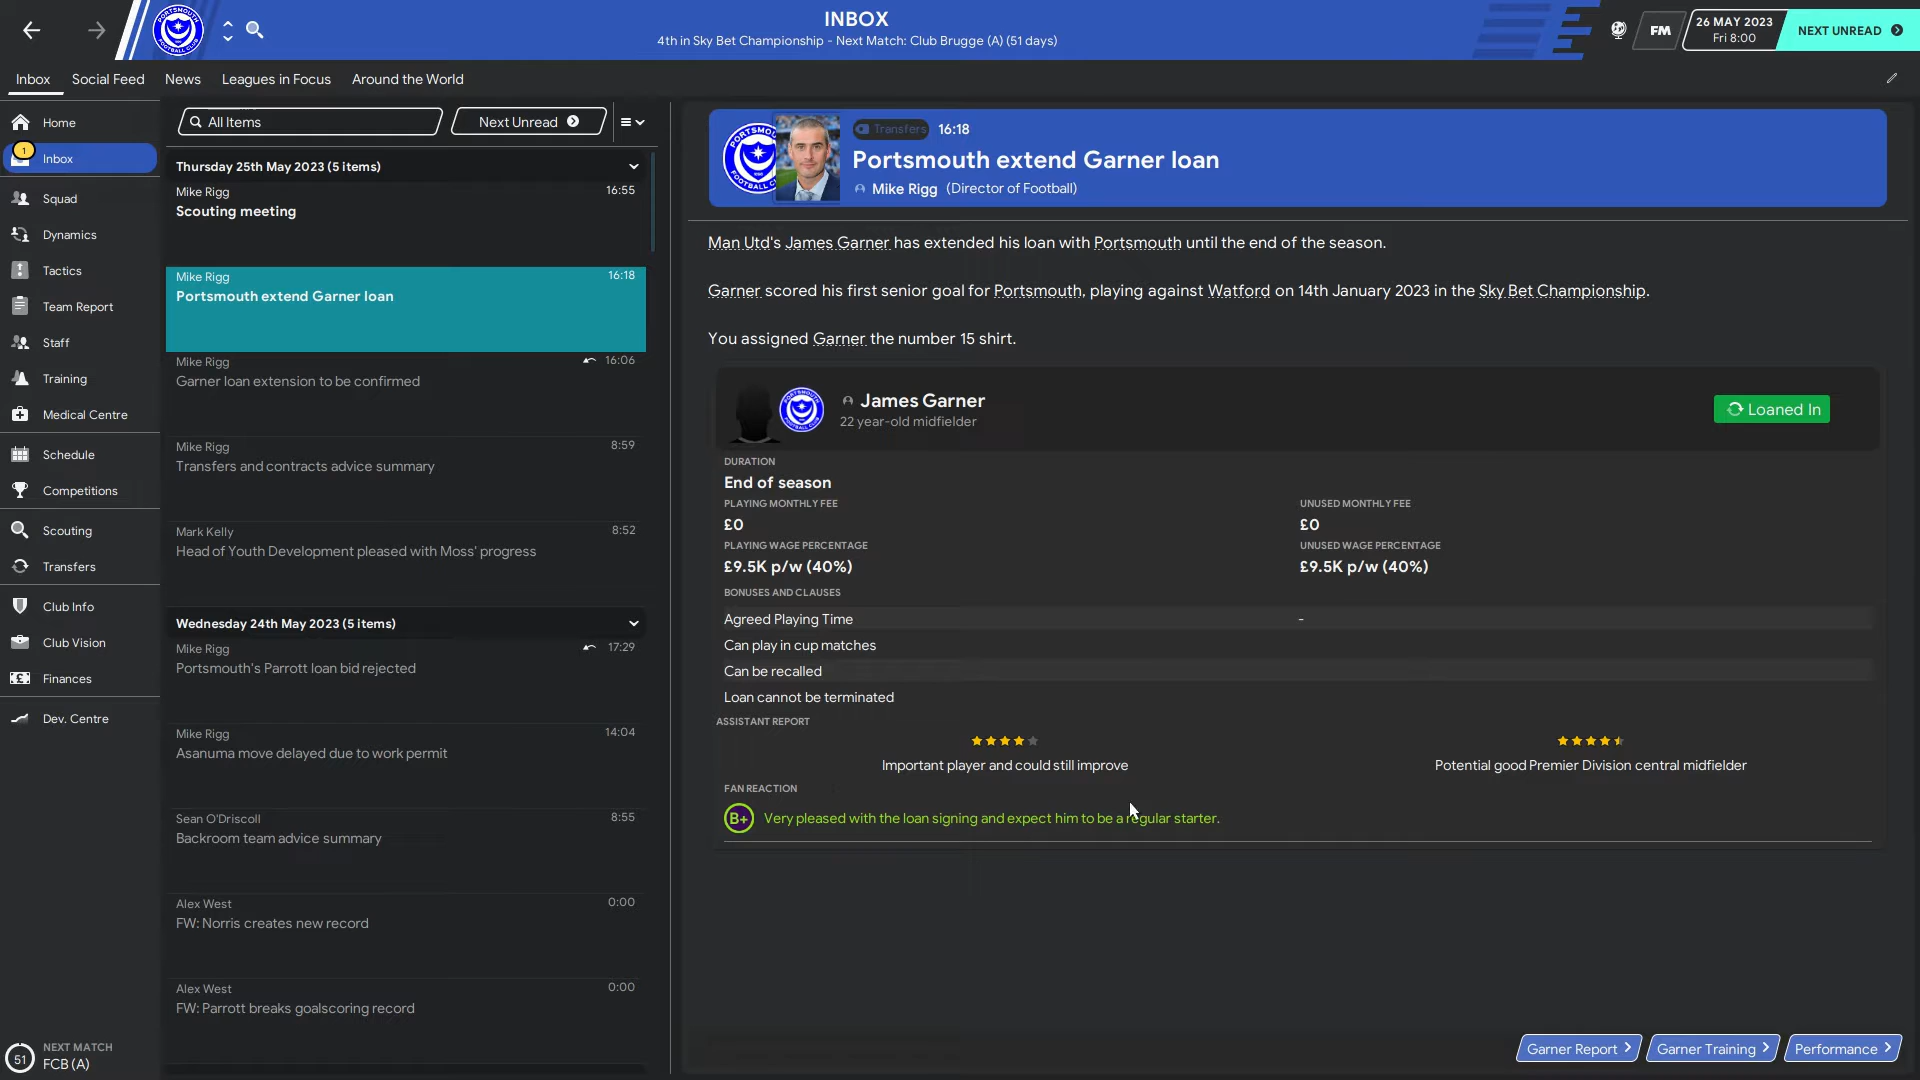 INBOX
4th in Sky Bet Championship - Next Match: Club Brugge (A) (51 days)
FM
26 MAY 2023
Fri 8:00
NEXT UNREAD
Inbox
Social Feed
News
Leagues in Focus
Around the World
Home
1
Inbox
Squad
Dynamics
Tactics
Team Report
Staff
Training
Medical Centre
Schedule
Competitions
Scouting
Transfers
Club Info
Club Vision
Finances
Dev. Centre
51
NEXT MATCH
FCB (A)
All Items
Next Unread
Thursday 25th May 2023 (5 items)
Mike Rigg 16:55
Scouting meeting
Mike Rigg 16:18
Portsmouth extend Garner loan
Mike Rigg 16:06
Garner loan extension to be confirmed
Mike Rigg 8:59
Transfers and contracts advice summary
Mark Kelly 8:52
Head of Youth Development pleased with Moss' progress
Wednesday 24th May 2023 (5 items)
Mike Rigg 17:29
Portsmouth's Parrott loan bid rejected
Mike Rigg 14:04
Asanuma move delayed due to work permit
Sean O'Driscoll 8:55
Backroom team advice summary
Alex West 0:00
FW: Norris creates new record
Alex West 0:00
FW: Parrott breaks goalscoring record
Transfers 16:18
Portsmouth extend Garner loan
Mike Rigg (Director of Football)
Man Utd's James Garner has extended his loan with Portsmouth until the end of the season.
Garner scored his first senior goal for Portsmouth, playing against Watford on 14th January 2023 in the Sky Bet Championship.
You assigned Garner the number 15 shirt.
James Garner
22 year-old midfielder
Loaned In
DURATION
End of season
PLAYING MONTHLY FEE UNUSED MONTHLY FEE
£0 £0
PLAYING WAGE PERCENTAGE UNUSED WAGE PERCENTAGE
£9.5K p/w (40%) £9.5K p/w (40%)
BONUSES AND CLAUSES
Agreed Playing Time -
Can play in cup matches
Can be recalled
Loan cannot be terminated
ASSISTANT REPORT
Important player and could still improve Potential good Premier Division central midfielder
FAN REACTION
B+ Very pleased with the loan signing and expect him to be a regular starter.
Garner Report
Garner Training
Performance